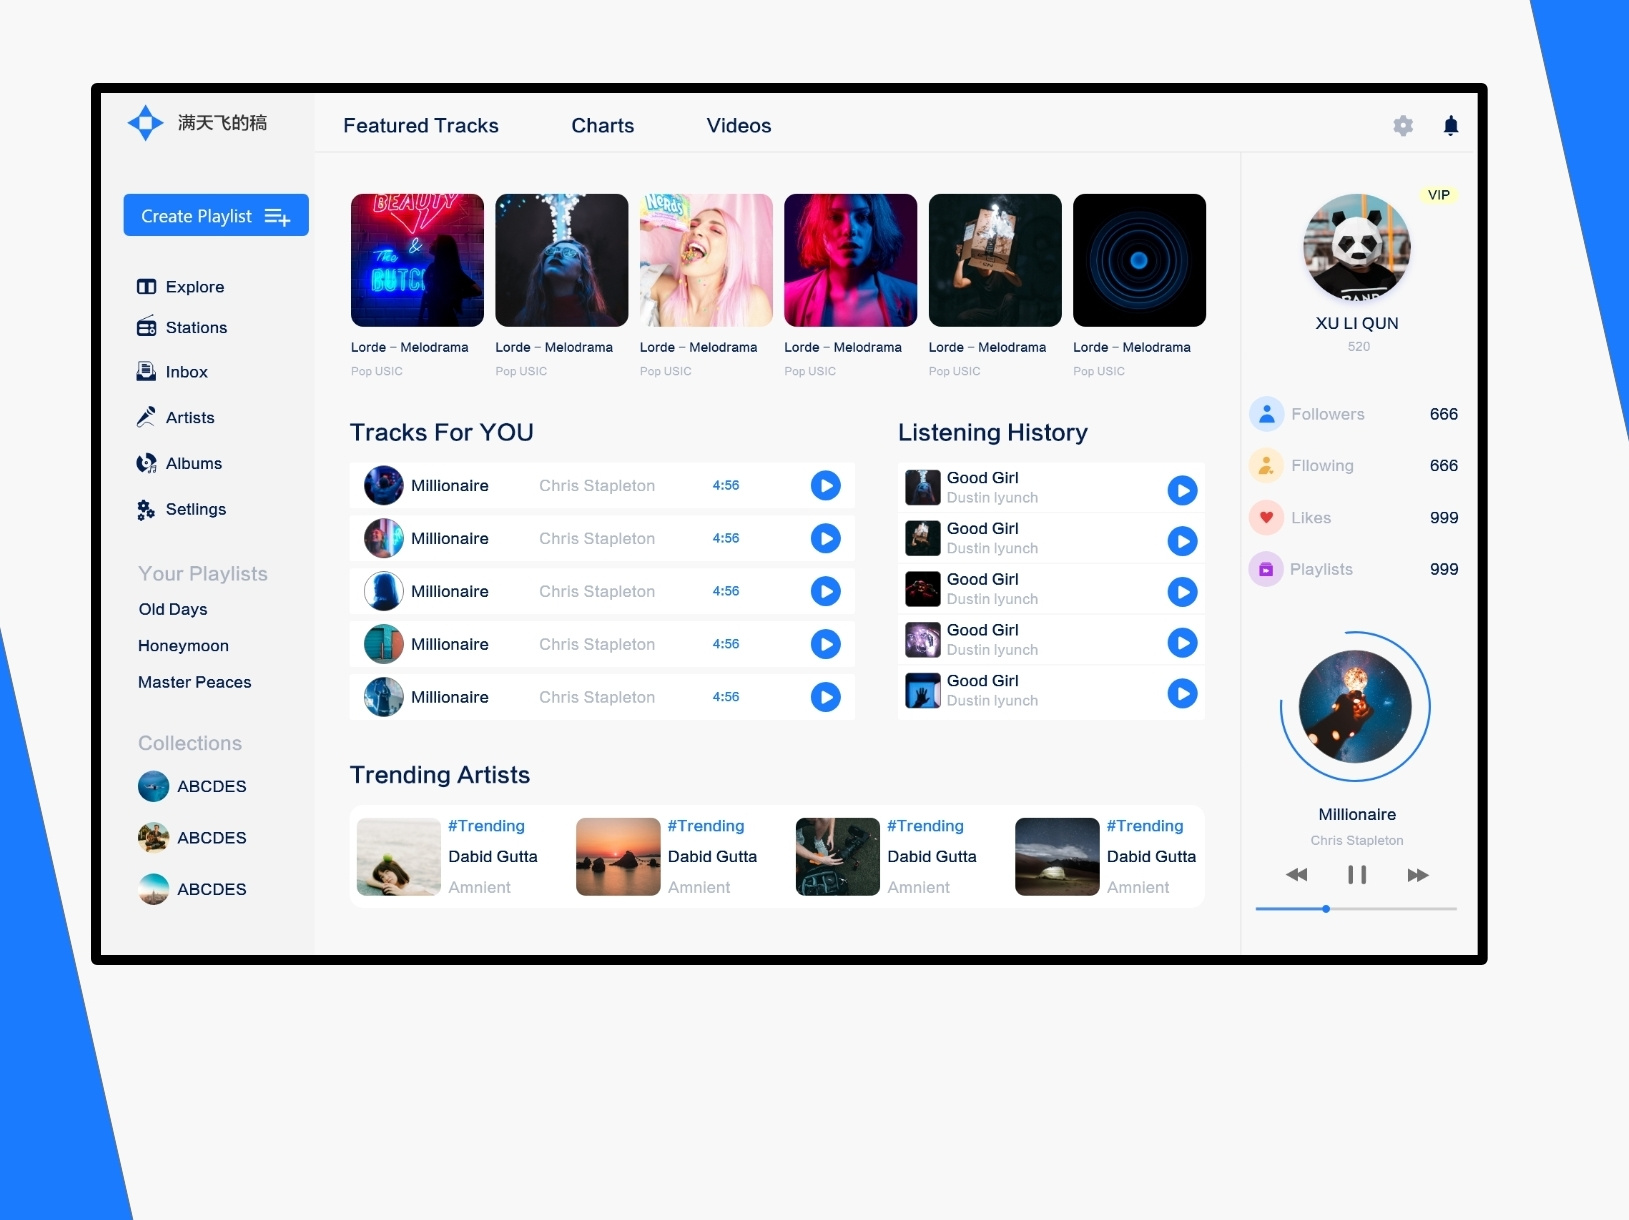 满天飞的稿
Featured Tracks
Charts
Videos
Create Playlist
Explore
Stations
Inbox
Artists
Albums
Setlings
Your Playlists
Old Days
Honeymoon
Master Peaces
Collections
ABCDES
ABCDES
ABCDES
BEAUTY
&
The
BUTC
Nerds
Lorde – Melodrama
Pop USIC
Lorde – Melodrama
Pop USIC
Lorde – Melodrama
Pop USIC
Lorde – Melodrama
Pop USIC
Lorde – Melodrama
Pop USIC
Lorde – Melodrama
Pop USIC
Tracks For YOU
Millionaire Chris Stapleton 4:56
Millionaire Chris Stapleton 4:56
Millionaire Chris Stapleton 4:56
Millionaire Chris Stapleton 4:56
Millionaire Chris Stapleton 4:56
Listening History
Good Girl
Dustin lyunch
Good Girl
Dustin lyunch
Good Girl
Dustin lyunch
Good Girl
Dustin lyunch
Good Girl
Dustin lyunch
Trending Artists
#Trending
Dabid Gutta
Amnient
#Trending
Dabid Gutta
Amnient
#Trending
Dabid Gutta
Amnient
#Trending
Dabid Gutta
Amnient
VIP
XU LI QUN
520
Followers 666
Fllowing 666
Likes 999
Playlists 999
Millionaire
Chris Stapleton